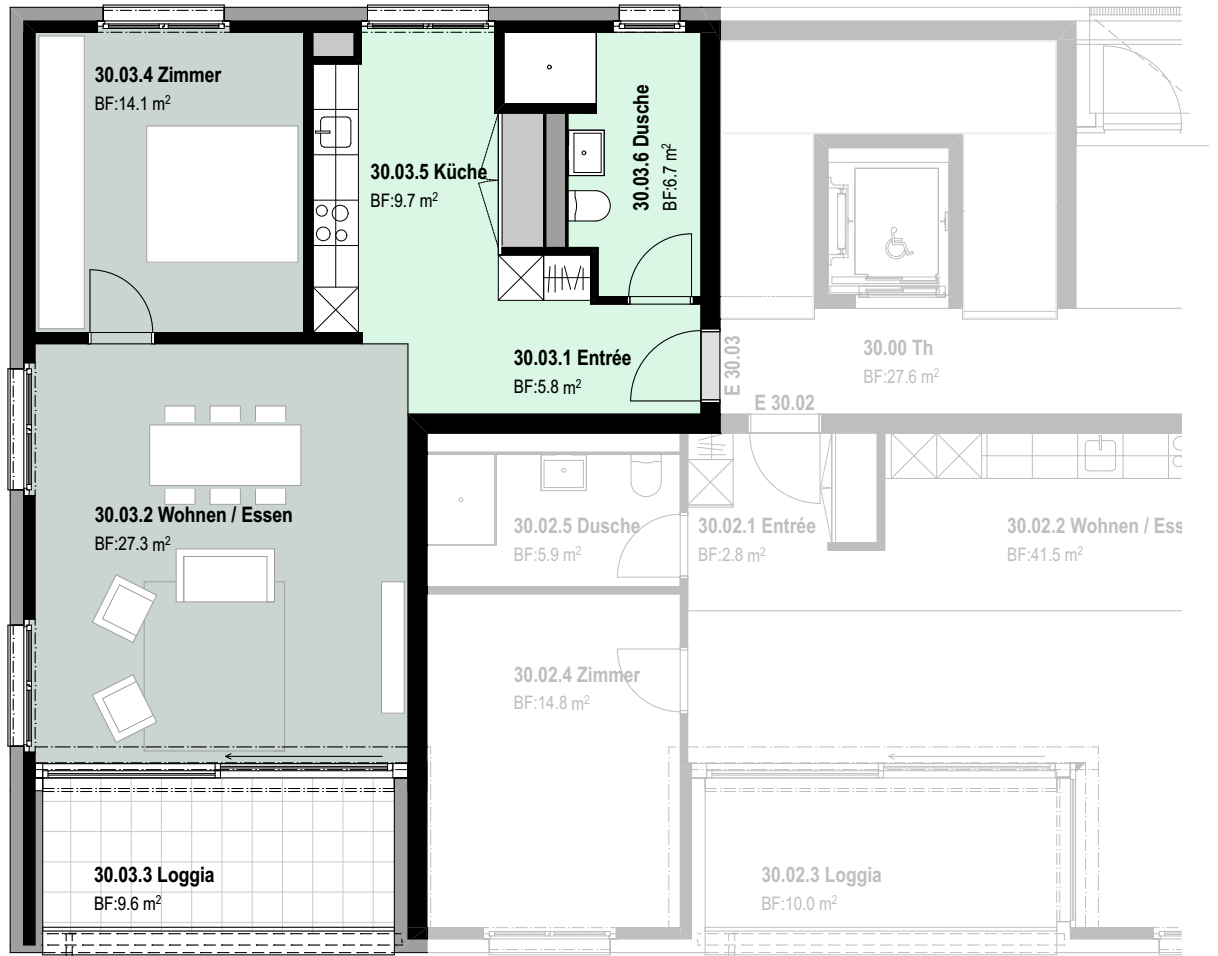 30.03.4 Zimmer
BF:14.1 m²
30.03.5 Küche
BF:9.7 m²
30.03.6 Dusche
BF:6.7 m²
30.03.1 Entrée
BF:5.8 m²
E 30.03
30.00 Th
BF:27.6 m²
E 30.02
30.03.2 Wohnen / Essen
BF:27.3 m²
30.02.5 Dusche
BF:5.9 m²
30.02.1 Entrée
BF:2.8 m²
30.02.2 Wohnen / Ess
BF:41.5 m²
30.02.4 Zimmer
BF:14.8 m²
30.03.3 Loggia
BF:9.6 m²
30.02.3 Loggia
BF:10.0 m²